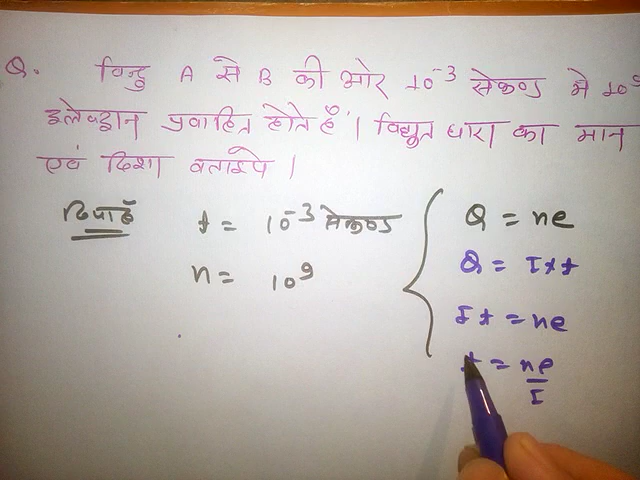 Q. विन्दु A से B की ओर 10⁻³ सेकण्ड मे 10⁹
इलेक्ट्रान प्रवाहित होते हैं। विद्युत धारा का मान
एवं दिशा बताइये।
दिया है t = 10⁻³ सेकण्ड Q = ne
n = 10⁹ Q = I×t
It = ne
t = ne/I